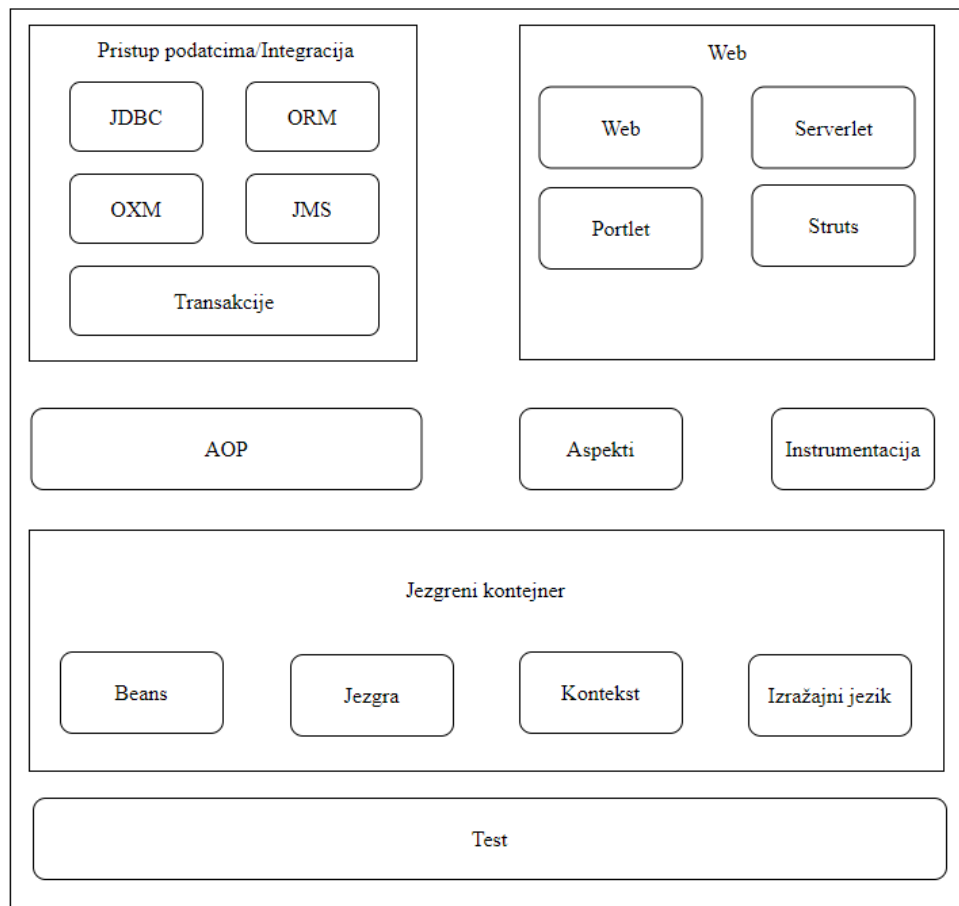 Pristup podatcima/Integracija
JDBC
ORM
OXM
JMS
Transakcije
Web
Web
Serverlet
Portlet
Struts
AOP
Aspekti
Instrumentacija
Jezgreni kontejner
Beans
Jezgra
Kontekst
Izražajni jezik
Test